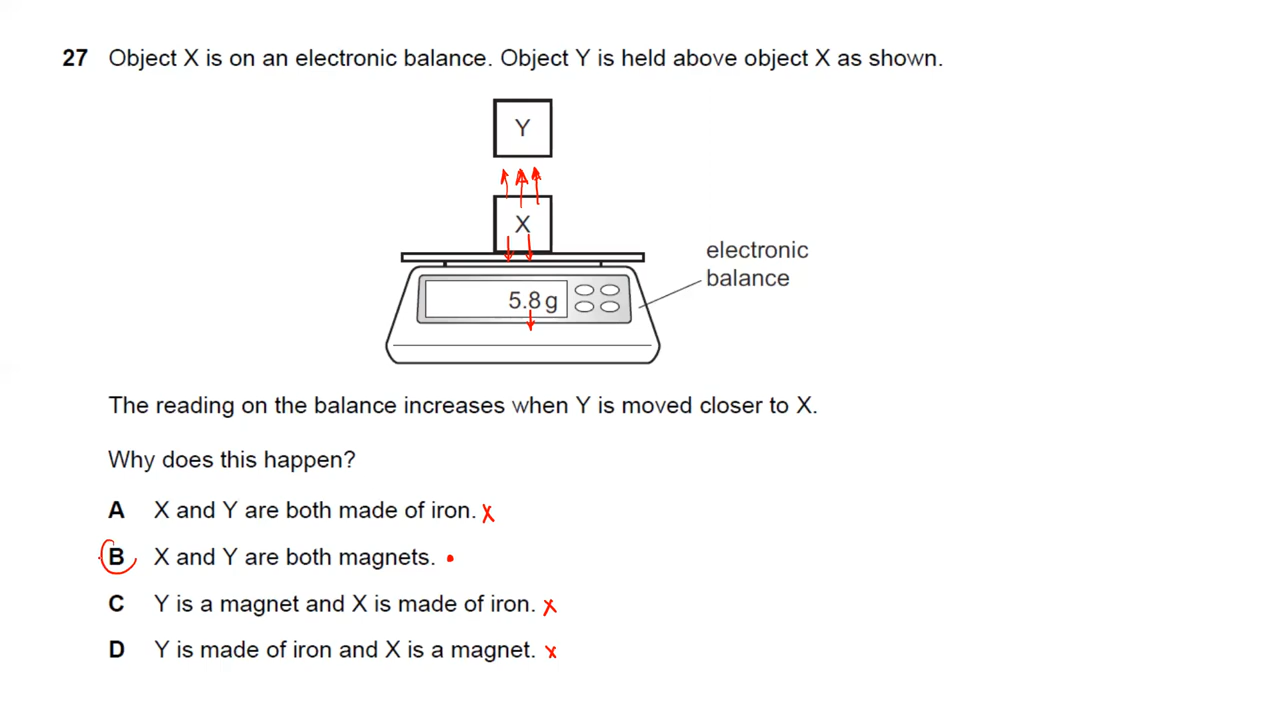 27 Object X is on an electronic balance. Object Y is held above object X as shown.
Y
X
electronic
balance
5.8 g
The reading on the balance increases when Y is moved closer to X.
Why does this happen?
A X and Y are both made of iron. x
B X and Y are both magnets.
C Y is a magnet and X is made of iron. x
D Y is made of iron and X is a magnet. x